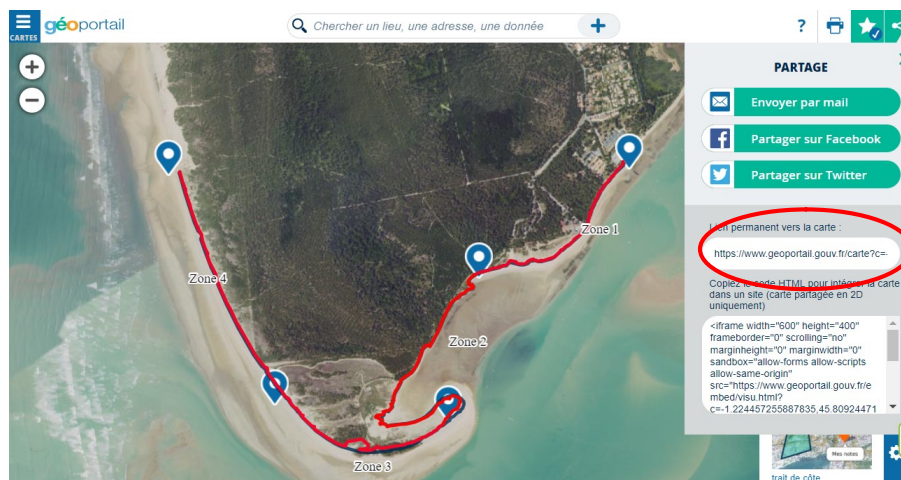 CARTES
géoportail
Chercher un lieu, une adresse, une donnée
+
?
+
−
Zone 1
Zone 2
Zone 3
Zone 4
PARTAGE
Envoyer par mail
Partager sur Facebook
Partager sur Twitter
Lien permanent vers la carte :
https://www.geoportail.gouv.fr/carte?c=-
Copiez le code HTML pour intégrer la carte
dans un site (carte partagée en 2D
uniquement)
<iframe width="600" height="400"
frameborder="0" scrolling="no"
marginheight="0" marginwidth="0"
sandbox="allow-forms allow-scripts
allow-same-origin"
src="https://www.geoportail.gouv.fr/e
mbed/visu.html?
c=-1.224457255887835,45.80924471
Mes notes
trait de côte